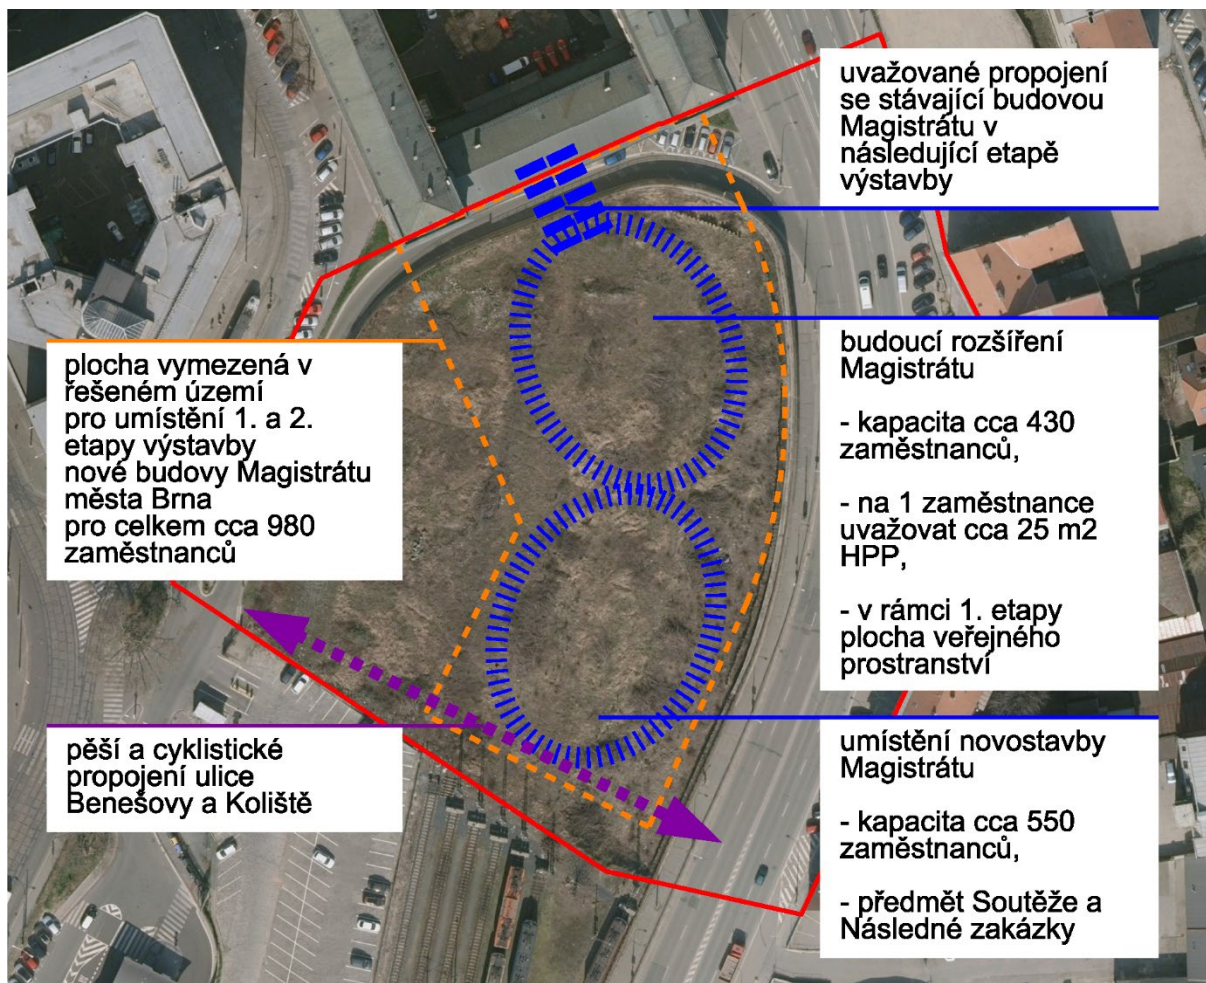 uvažované propojení
se stávající budovou
Magistrátu v
následující etapě
výstavby
plocha vymezená v
řešeném území
pro umístění 1. a 2.
etapy výstavby
nové budovy Magistrátu
města Brna
pro celkem cca 980
zaměstnanců
budoucí rozšíření
Magistrátu
- kapacita cca 430
zaměstnanců,
- na 1 zaměstnance
uvažovat cca 25 m2
HPP,
- v rámci 1. etapy
plocha veřejného
prostranství
pěší a cyklistické
propojení ulice
Benešovy a Koliště
umístění novostavby
Magistrátu
- kapacita cca 550
zaměstnanců,
- předmět Soutěže a
Následné zakázky